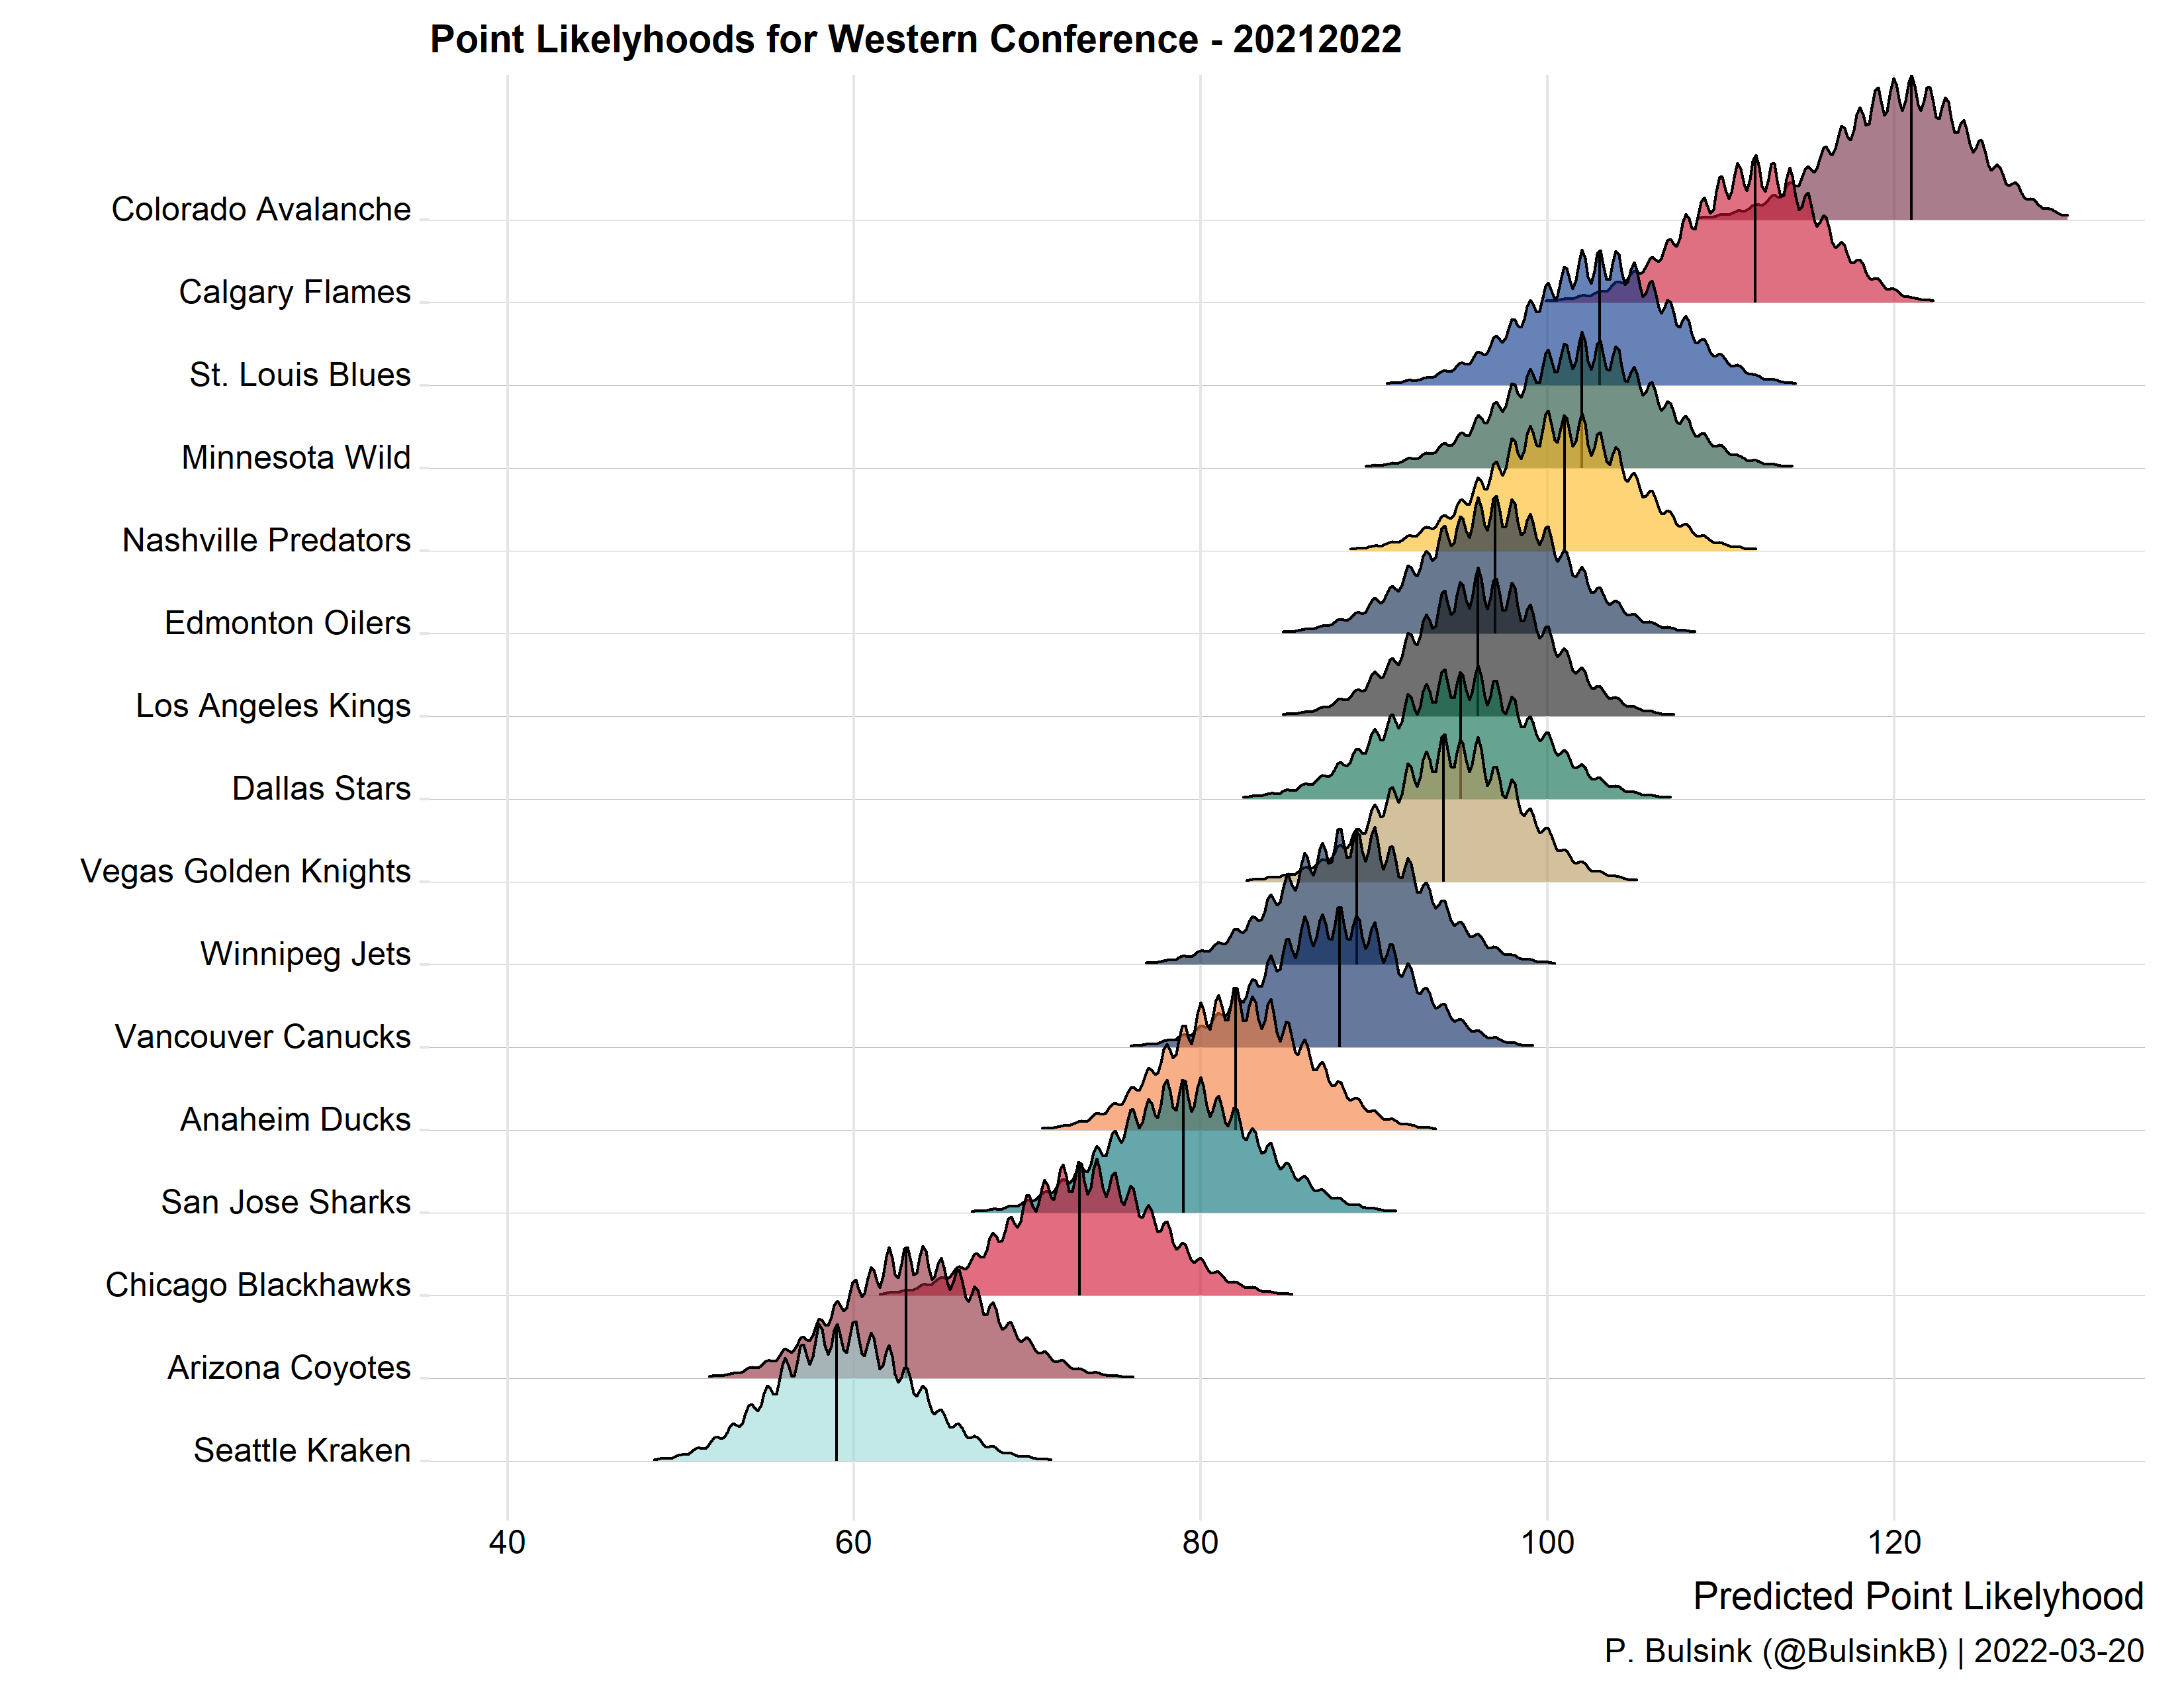 Point Likelyhoods for Western Conference - 20212022
Colorado Avalanche
Calgary Flames
St. Louis Blues
Minnesota Wild
Nashville Predators
Edmonton Oilers
Los Angeles Kings
Dallas Stars
Vegas Golden Knights
Winnipeg Jets
Vancouver Canucks
Anaheim Ducks
San Jose Sharks
Chicago Blackhawks
Arizona Coyotes
Seattle Kraken
40 60 80 100 120
Predicted Point Likelyhood
P. Bulsink (@BulsinkB) | 2022-03-20